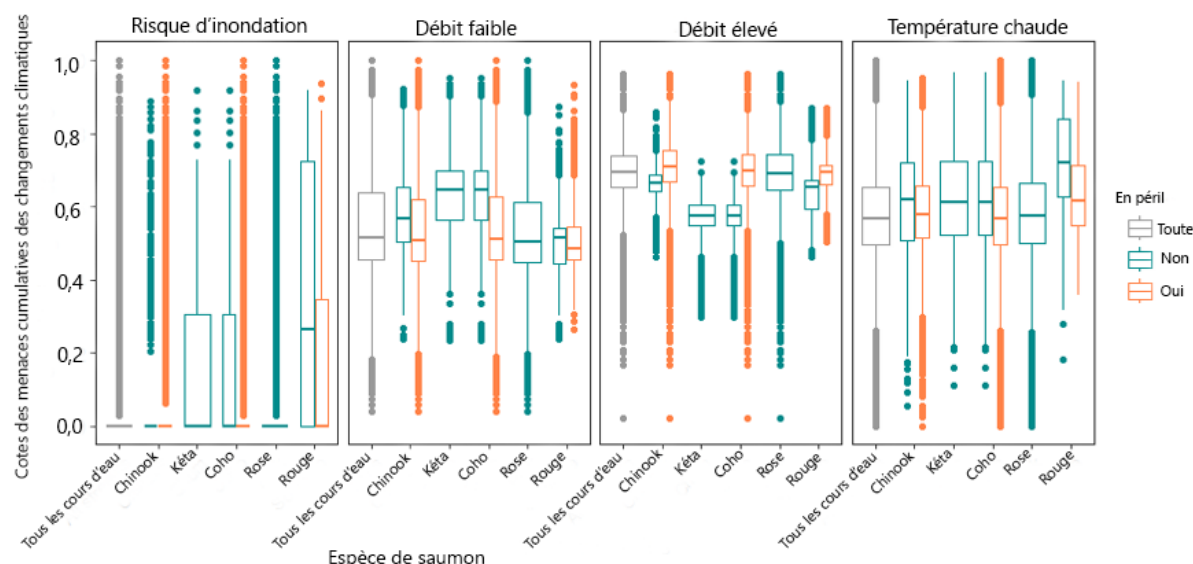 Risque d'inondation
Débit faible
Débit élevé
Température chaude
Cotes des menaces cumulatives des changements climatiques
1,0
0,8
0,6
0,4
0,2
0,0
Tous les cours d'eau
Chinook
Kéta
Coho
Rose
Rouge
Tous les cours d'eau
Chinook
Kéta
Coho
Rose
Rouge
Tous les cours d'eau
Chinook
Kéta
Coho
Rose
Rouge
Tous les cours d'eau
Chinook
Kéta
Coho
Rose
Rouge
Espèce de saumon
En péril
Toute
Non
Oui